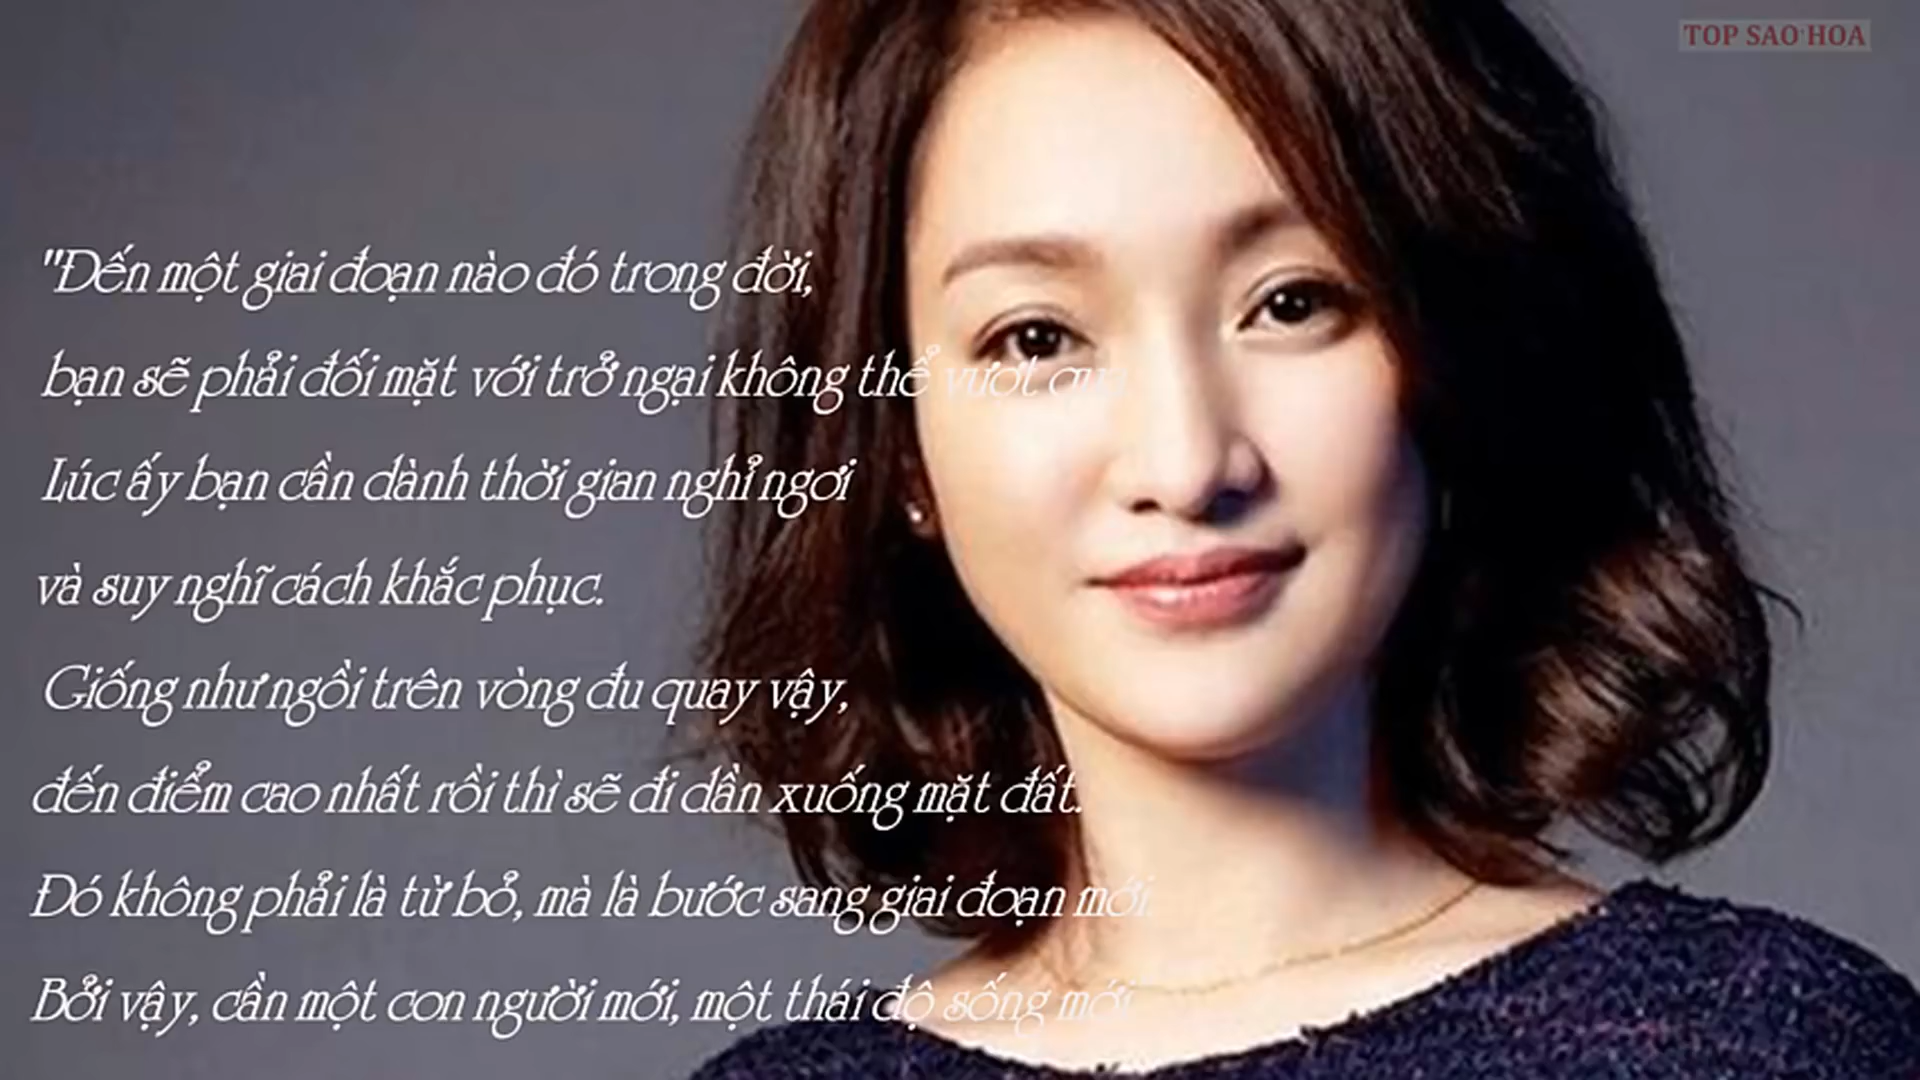 TOP SAO HOA
"Đến một giai đoạn nào đó trong đời,
bạn sẽ phải đối mặt với trở ngại không thể vượt qua
Lúc ấy bạn cần dành thời gian nghỉ ngơi
và suy nghĩ cách khắc phục.
Giống như ngồi trên vòng đu quay vậy,
đến điểm cao nhất rồi thì sẽ đi dần xuống mặt đất.
Đó không phải là từ bỏ, mà là bước sang giai đoạn mới.
Bởi vậy, cần một con người mới, một thái độ sống mới